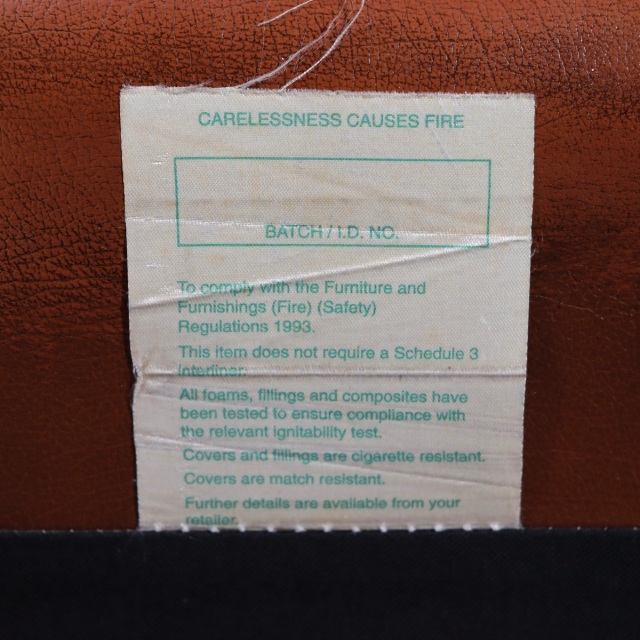 CARELESSNESS CAUSES FIRE
BATCH / I.D. NO.
To comply with the Furniture and
Furnishings (Fire) (Safety)
Regulations 1993.
This item does not require a Schedule 3
Interliner.
All foams, fillings and composites have
been tested to ensure compliance with
the relevant ignitability test.
Covers and fillings are cigarette resistant.
Covers are match resistant.
Further details are available from your
retailer.